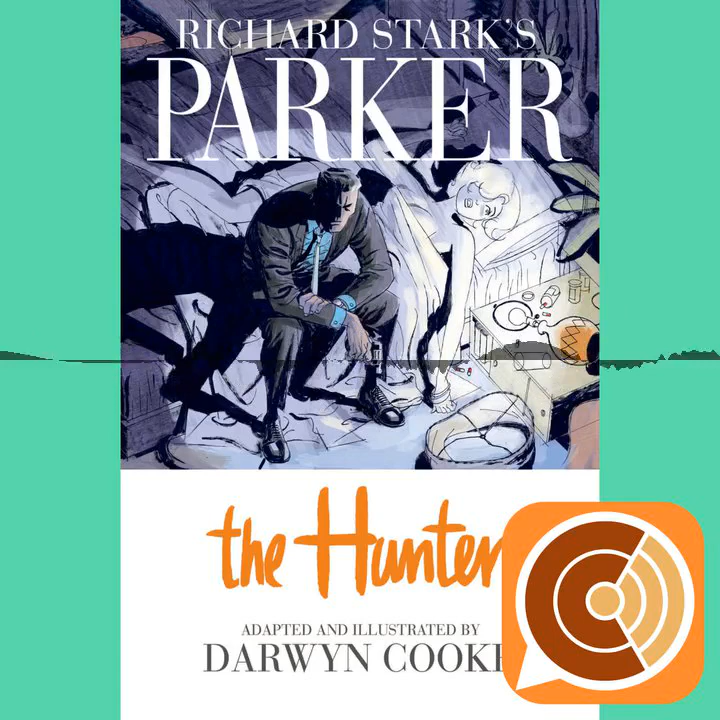 RICHARD STARK'S
PARKER
the Hunter
ADAPTED AND ILLUSTRATED BY
DARWYN COOKE